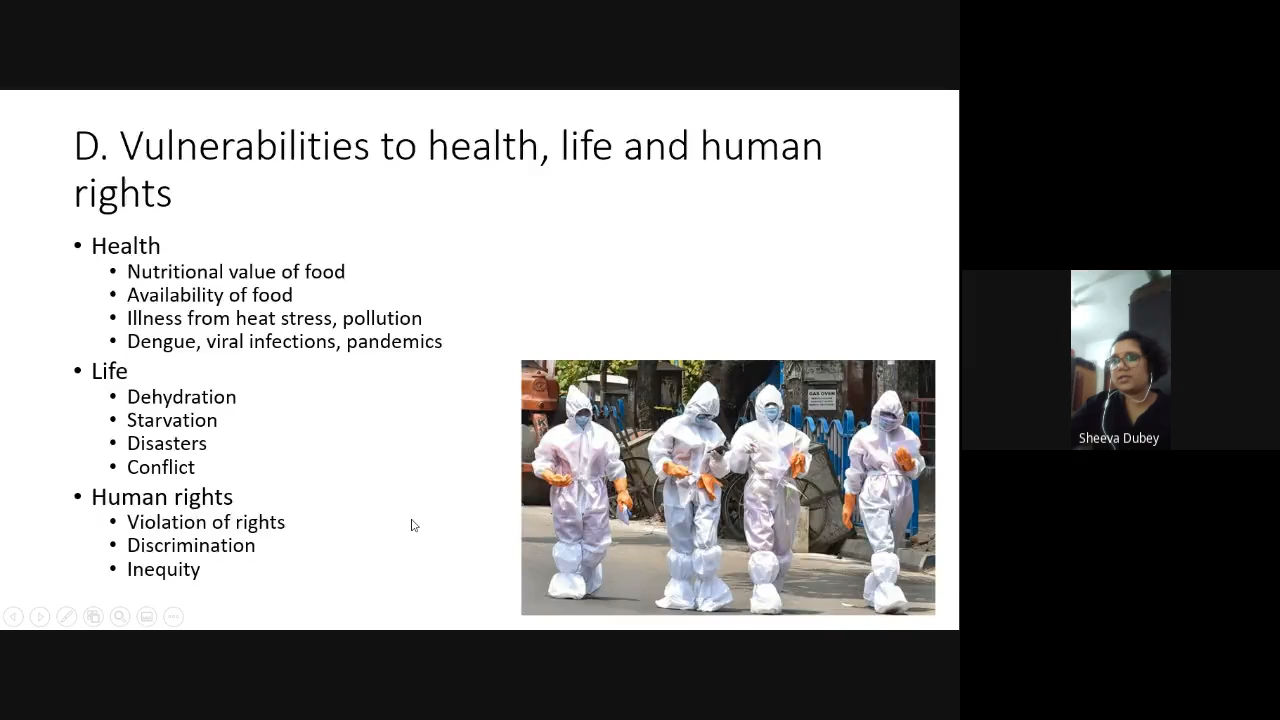 D. Vulnerabilities to health, life and human
rights
• Health
• Nutritional value of food
• Availability of food
• Illness from heat stress, pollution
• Dengue, viral infections, pandemics
• Life
• Dehydration
• Starvation
• Disasters
• Conflict
• Human rights
• Violation of rights
• Discrimination
• Inequity
GAS OVEN
Sheeva Dubey